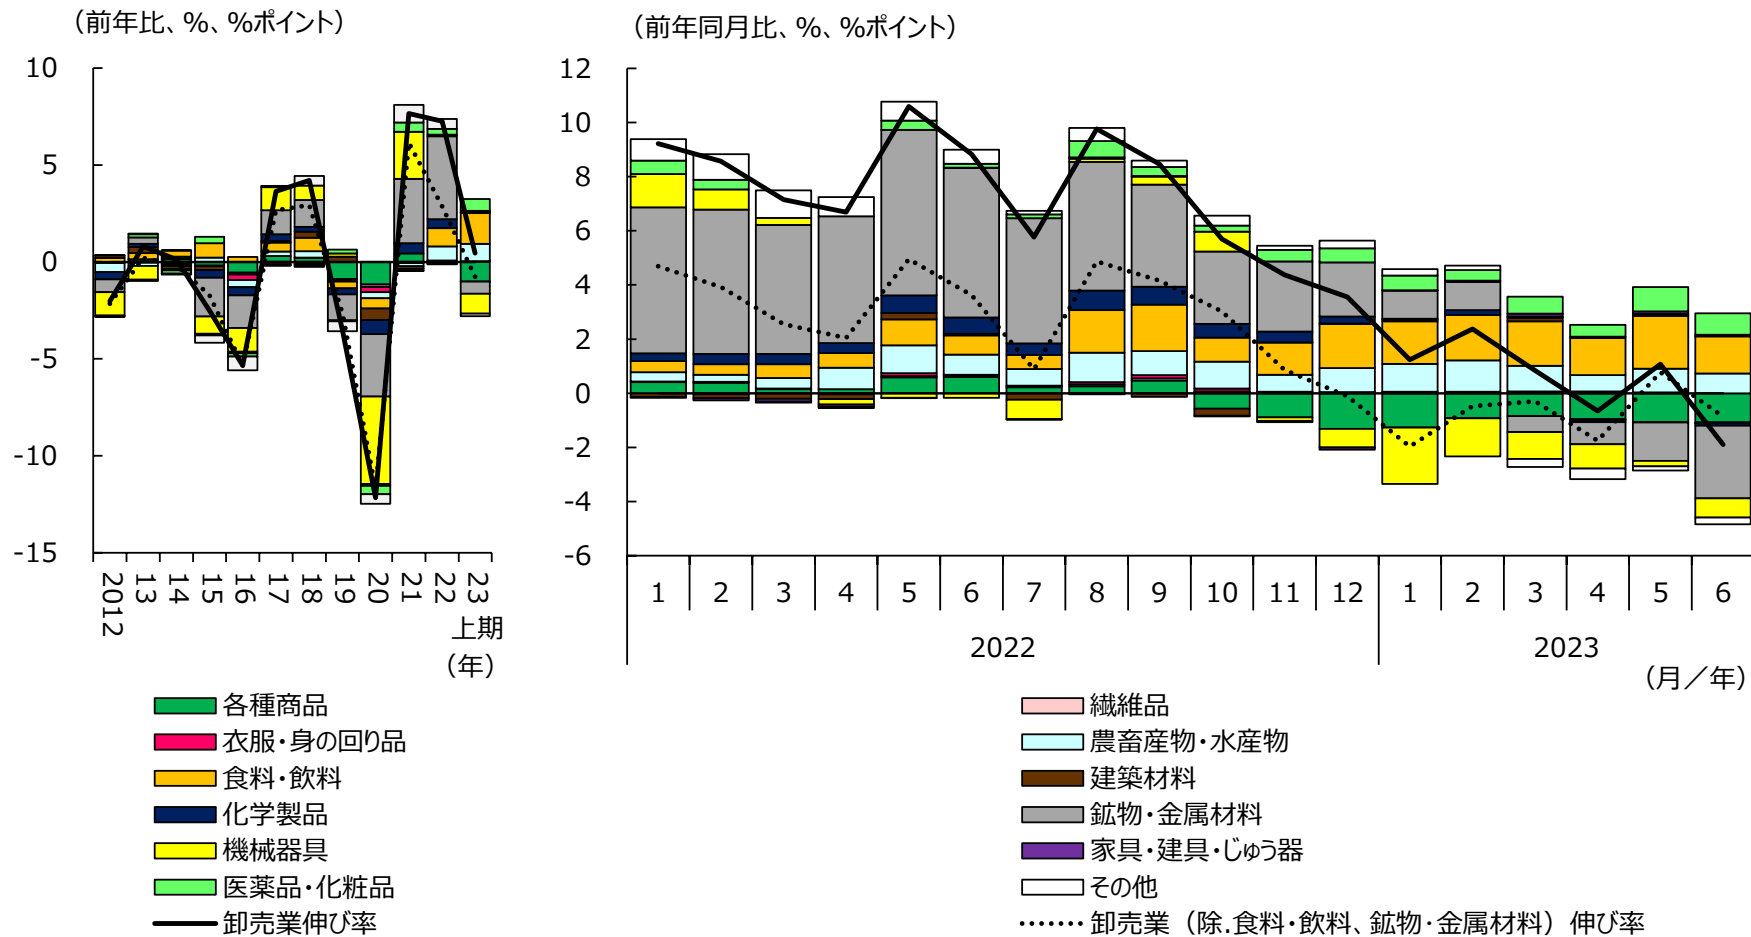 （前年比、%、%ポイント）
（前年同月比、%、%ポイント）
10
5
0
-5
-10
-15
2012 13 14 15 16 17 18 19 20 21 22 23
上期
（年）
12
10
8
6
4
2
0
-2
-4
-6
1 2 3 4 5 6 7 8 9 10 11 12 1 2 3 4 5 6
2022 2023
（月／年）
各種商品
衣服・身の回り品
食料・飲料
化学製品
機械器具
医薬品・化粧品
卸売業伸び率
繊維品
農畜産物・水産物
建築材料
鉱物・金属材料
家具・建具・じゅう器
その他
卸売業（除.食料・飲料、鉱物・金属材料）伸び率